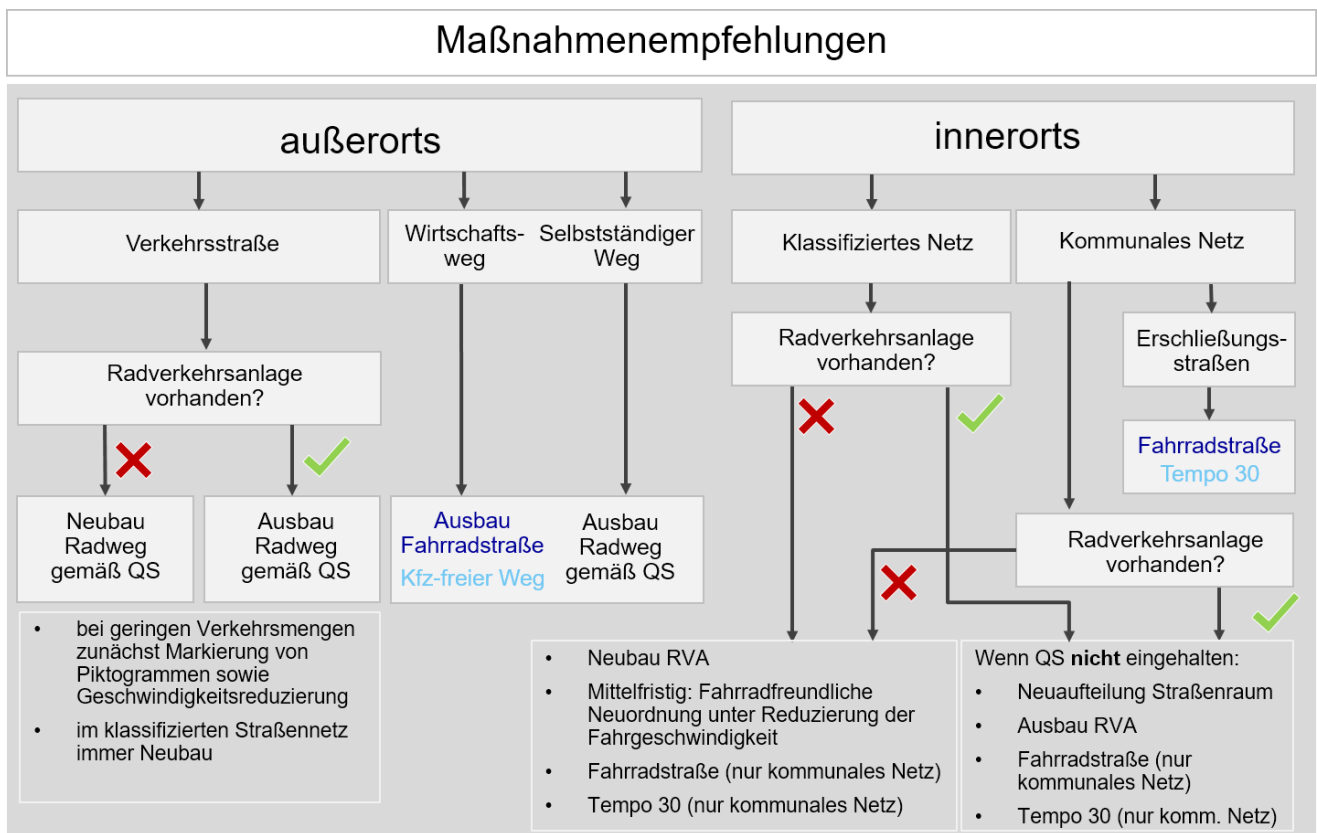 Maßnahmenempfehlungen
außerorts
Verkehrsstraße
Wirtschafts-
weg
Selbstständiger
Weg
Radverkehrsanlage
vorhanden?
Neubau
Radweg
gemäß QS
Ausbau
Radweg
gemäß QS
Ausbau
Fahrradstraße
Kfz-freier Weg
Ausbau
Radweg
gemäß QS
• bei geringen Verkehrsmengen
zunächst Markierung von
Piktogrammen sowie
Geschwindigkeitsreduzierung
• im klassifizierten Straßennetz
immer Neubau
innerorts
Klassifiziertes Netz
Kommunales Netz
Radverkehrsanlage
vorhanden?
Erschließungs-
straßen
Fahrradstraße
Tempo 30
Radverkehrsanlage
vorhanden?
• Neubau RVA
• Mittelfristig: Fahrradfreundliche
Neuordnung unter Reduzierung der
Fahrgeschwindigkeit
• Fahrradstraße (nur kommunales Netz)
• Tempo 30 (nur kommunales Netz)
Wenn QS nicht eingehalten:
• Neuaufteilung Straßenraum
• Ausbau RVA
• Fahrradstraße (nur
kommunales Netz)
• Tempo 30 (nur komm. Netz)